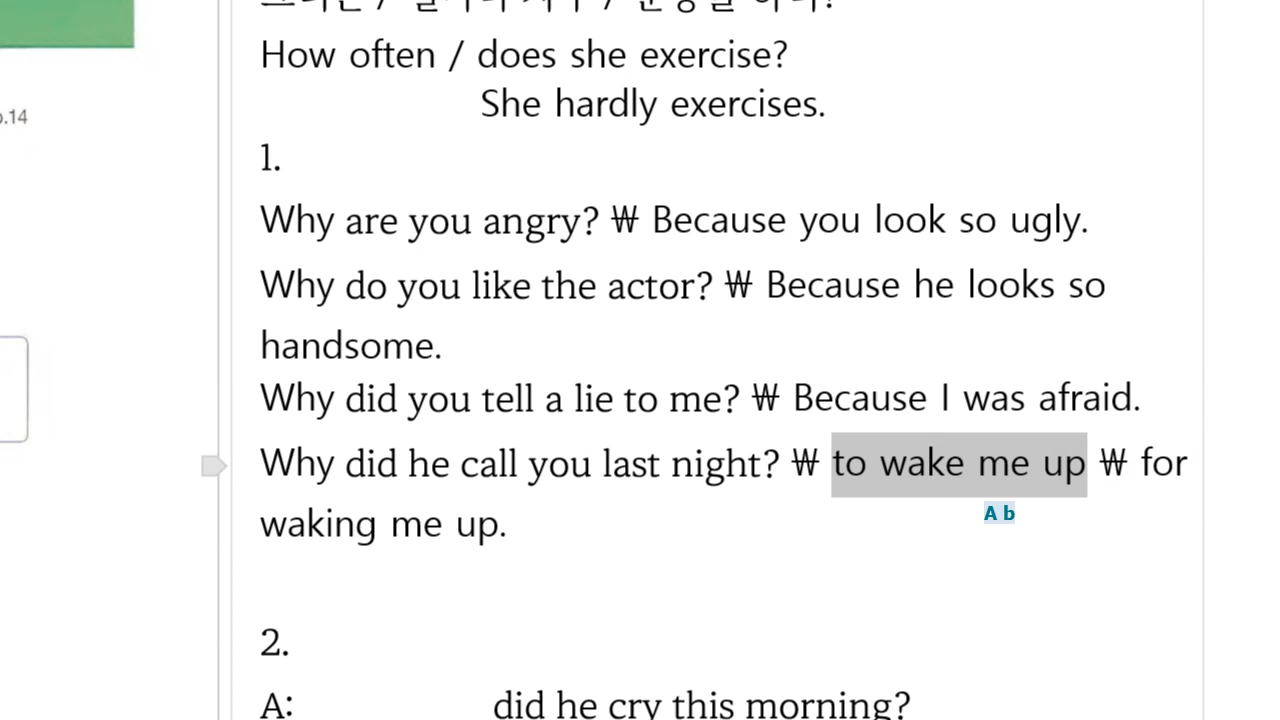 How often / does she exercise?
She hardly exercises.
p.14
1.
Why are you angry? ₩ Because you look so ugly.
Why do you like the actor? ₩ Because he looks so
handsome.
Why did you tell a lie to me? ₩ Because I was afraid.
Why did he call you last night? ₩ to wake me up ₩ for
A b
waking me up.
2.
A: did he cry this morning?